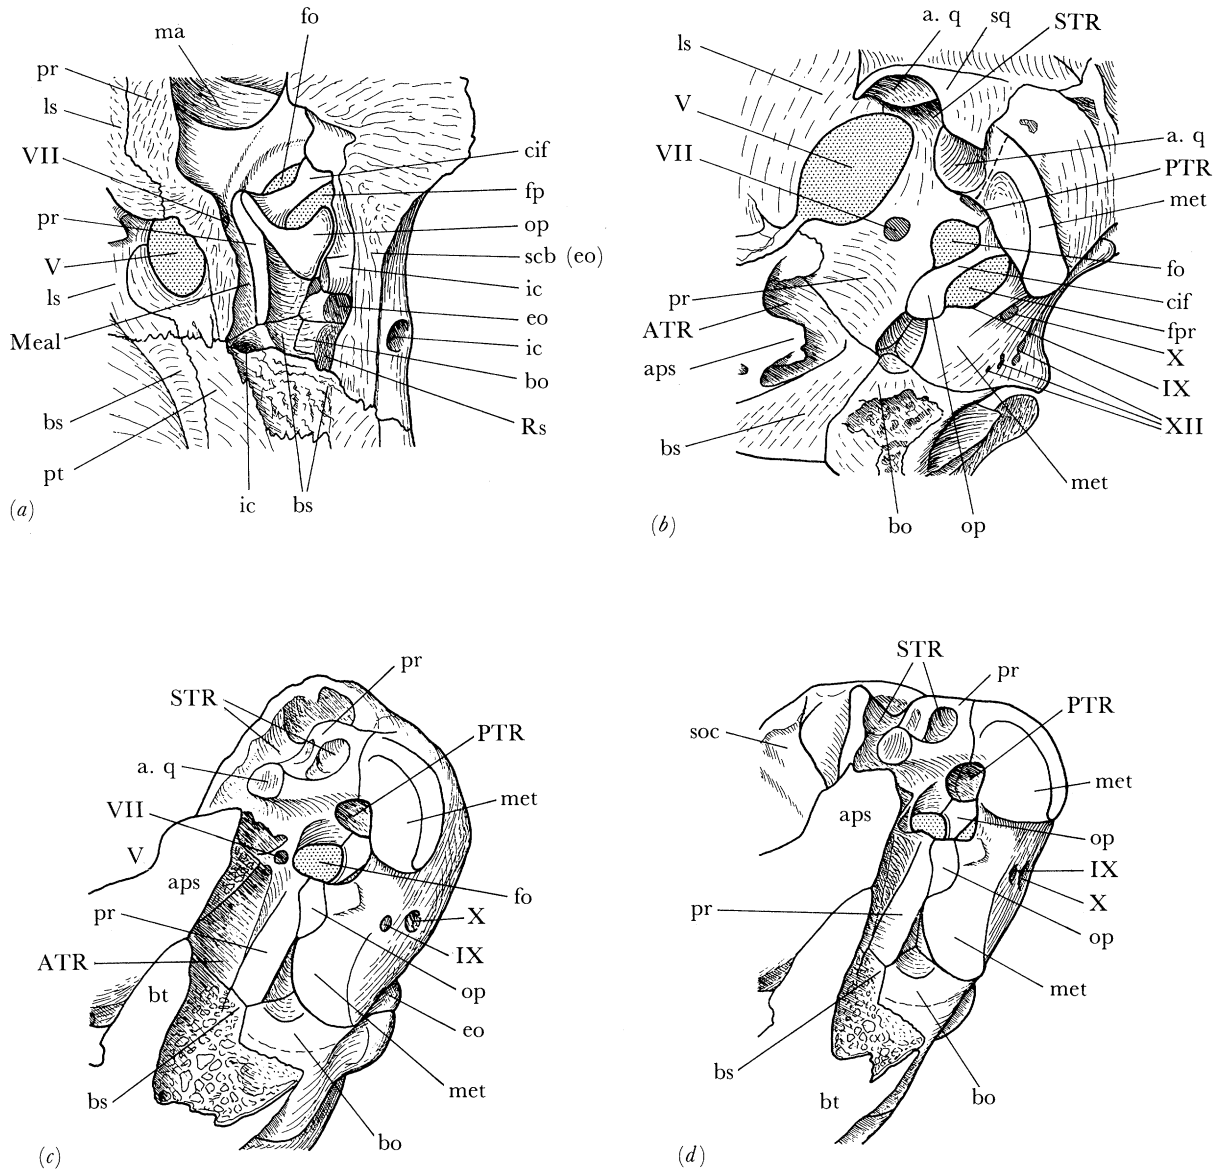 fo
ma
pr
ls
VII
pr
V
ls
Meal
bs
pt
cif
fp
op
scb (eo)
ic
eo
ic
bo
Rs
ic
bs
(a)
a. q
sq
STR
ls
V
VII
pr
ATR
aps
bs
a. q
PTR
met
fo
cif
fpr
X
IX
XII
met
bo
op
(b)
pr
STR
PTR
a. q
met
VII
V
aps
fo
pr
X
IX
ATR
op
bt
eo
bs
met
bo
(c)
STR
pr
PTR
soc
met
aps
op
IX
X
pr
op
met
bs
bo
bt
(d)